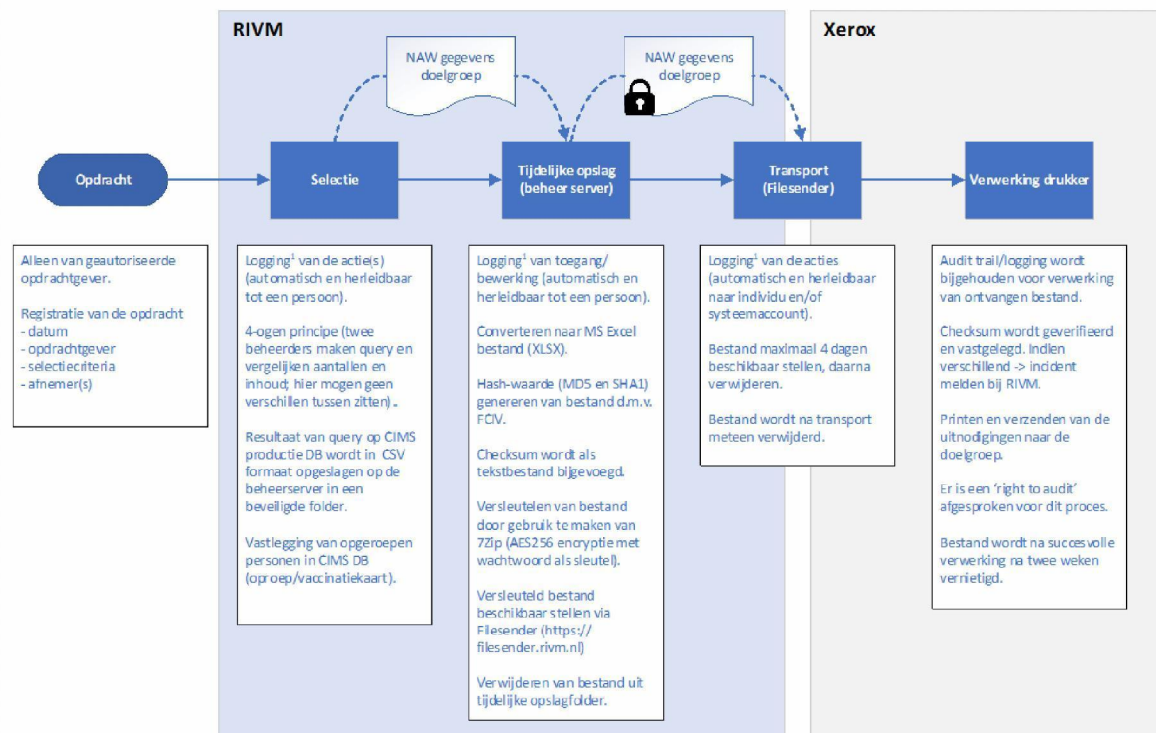 RIVM
Xerox
NAW gegevens
doelgroep
NAW gegevens
doelgroep
Opdracht
Selectie
Tijdelijke opslag
(beheer server)
Transport
(Filesender)
Verwerking drukker
Alleen van geautoriseerde
opdrachtgever.
Registratie van de opdracht
- datum
- opdrachtgever
- selectiecriteria
- afnemer(s)
Logging¹ van de actie(s)
(automatisch en herleidbaar
tot een persoon).
4-ogen principe (twee
beheerders maken query en
vergelijken aantallen en
inhoud; hier mogen geen
verschillen tussen zitten)..
Resultaat van query op CIMS
productie DB wordt in CSV
formaat opgeslagen op de
beheerserver in een
beveiligde folder.
Vastlegging van opgeroepen
personen in CIMS DB
(oproep/vaccinatiekaart).
Logging¹ van toegang/
bewerking (automatisch en
herleidbaar tot een persoon).
Converteren naar MS Excel
bestand (XLSX).
Hash-waarde (MD5 en SHA1)
genereren van bestand d.m.v.
FCIV.
Checksum wordt als
tekstbestand bijgevoegd.
Versleutelen van bestand
door gebruik te maken van
7Zip (AES256 encryptie met
wachtwoord als sleutel).
Versleuteld bestand
beschikbaar stellen via
Filesender (https://
filesender.rivm.nl)
Verwijderen van bestand uit
tijdelijke opslagfolder.
Logging¹ van de acties
(automatisch en herleidbaar
naar individu en/of
systeemaccount).
Bestand maximaal 4 dagen
beschikbaar stellen, daarna
verwijderen.
Bestand wordt na transport
meteen verwijderd.
Audit trail/logging wordt
bijgehouden voor verwerking
van ontvangen bestand.
Checksum wordt geverifieerd
en vastgelegd. Indien
verschillend -> incident
melden bij RIVM.
Printen en verzenden van de
uitnodigingen naar de
doelgroep.
Er is een ‘right to audit’
afgesproken voor dit proces.
Bestand wordt na succesvolle
verwerking na twee weken
vernietigd.